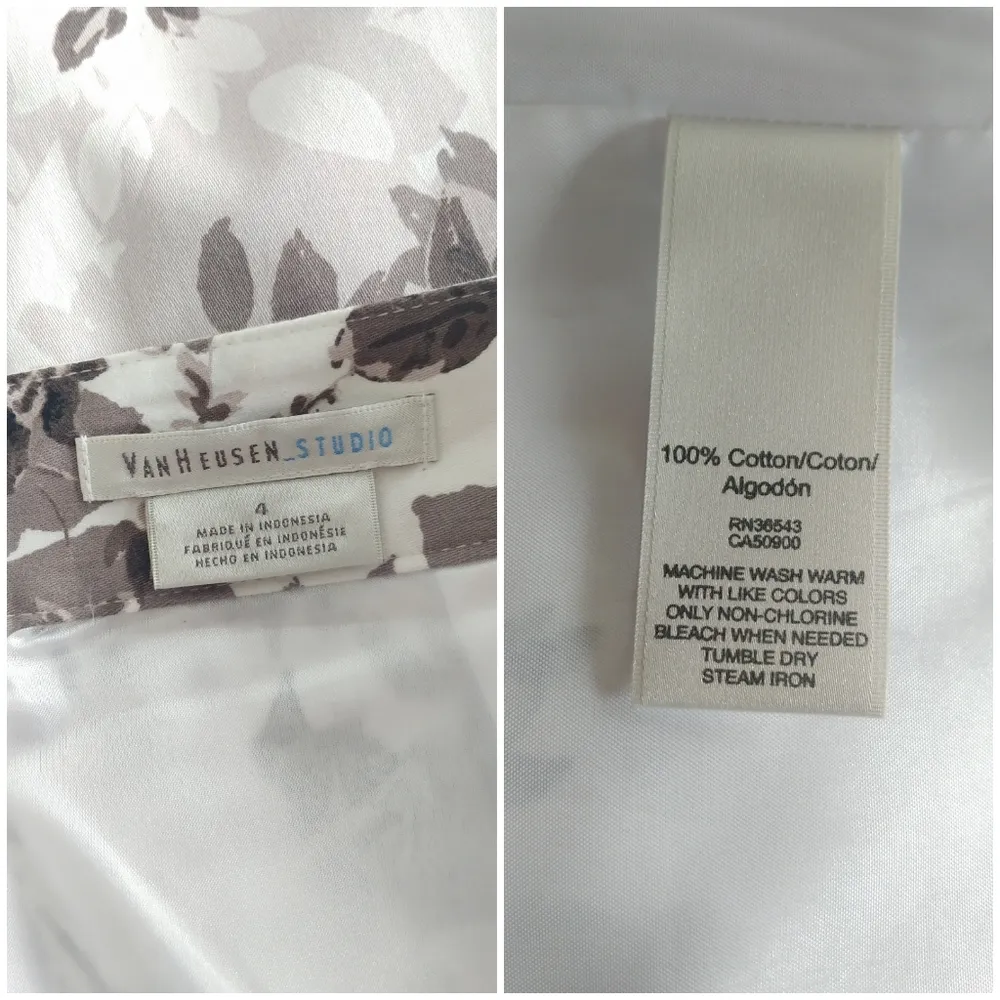 VANHEUSEN_STUDIO
4
MADE IN INDONESIA
FABRIQUÉ EN INDONÉSIE
HECHO EN INDONESIA
100% Cotton/Coton/
Algodón
RN36543
CA50900
MACHINE WASH WARM
WITH LIKE COLORS
ONLY NON-CHLORINE
BLEACH WHEN NEEDED
TUMBLE DRY
STEAM IRON